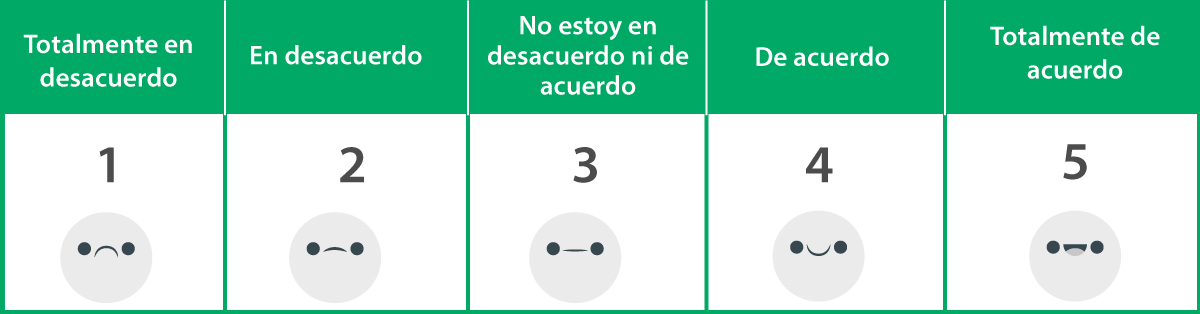 Totalmente en
desacuerdo
En desacuerdo
No estoy en
desacuerdo ni de
acuerdo
De acuerdo
Totalmente de
acuerdo
1
2
3
4
5